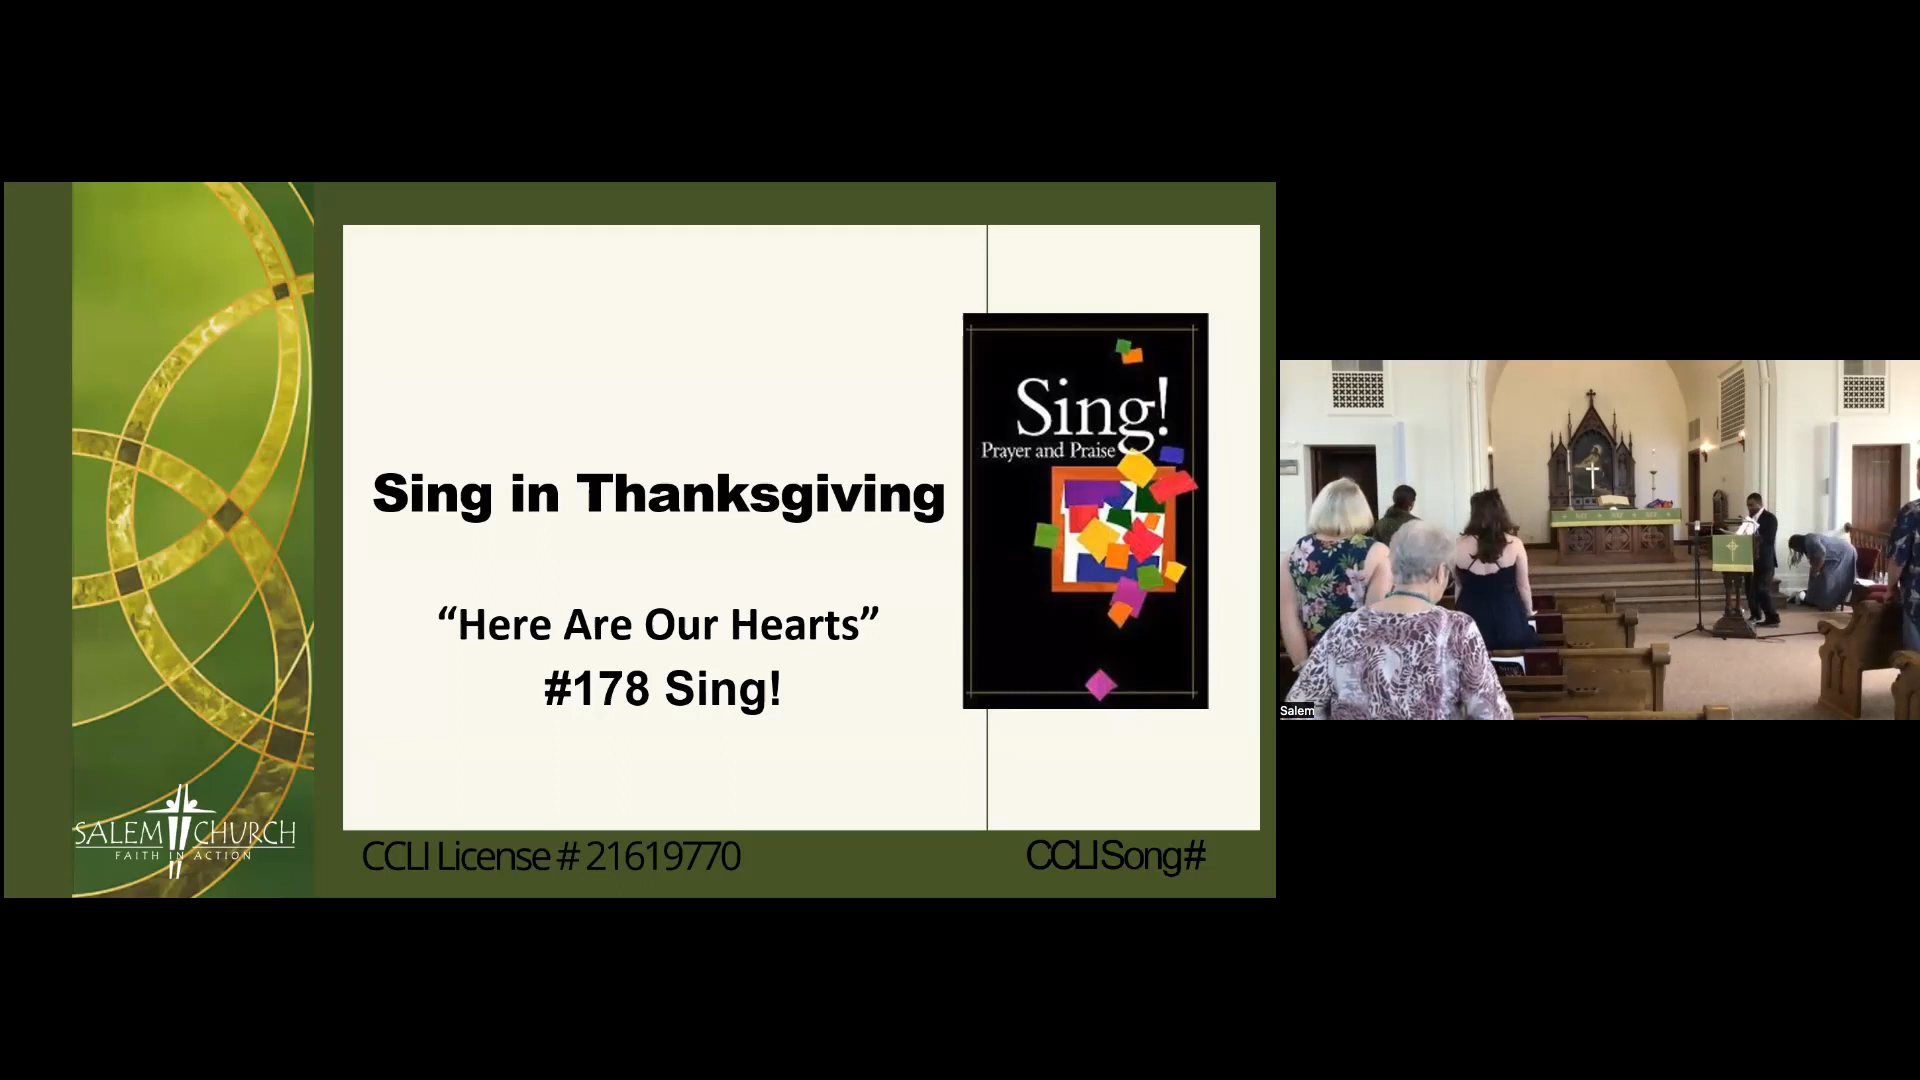 Sing!
Prayer and Praise
Sing in Thanksgiving
“Here Are Our Hearts”
#178 Sing!
SALEM CHURCH
FAITH IN ACTION
CCLI License # 21619770
CCLI Song#
Salem